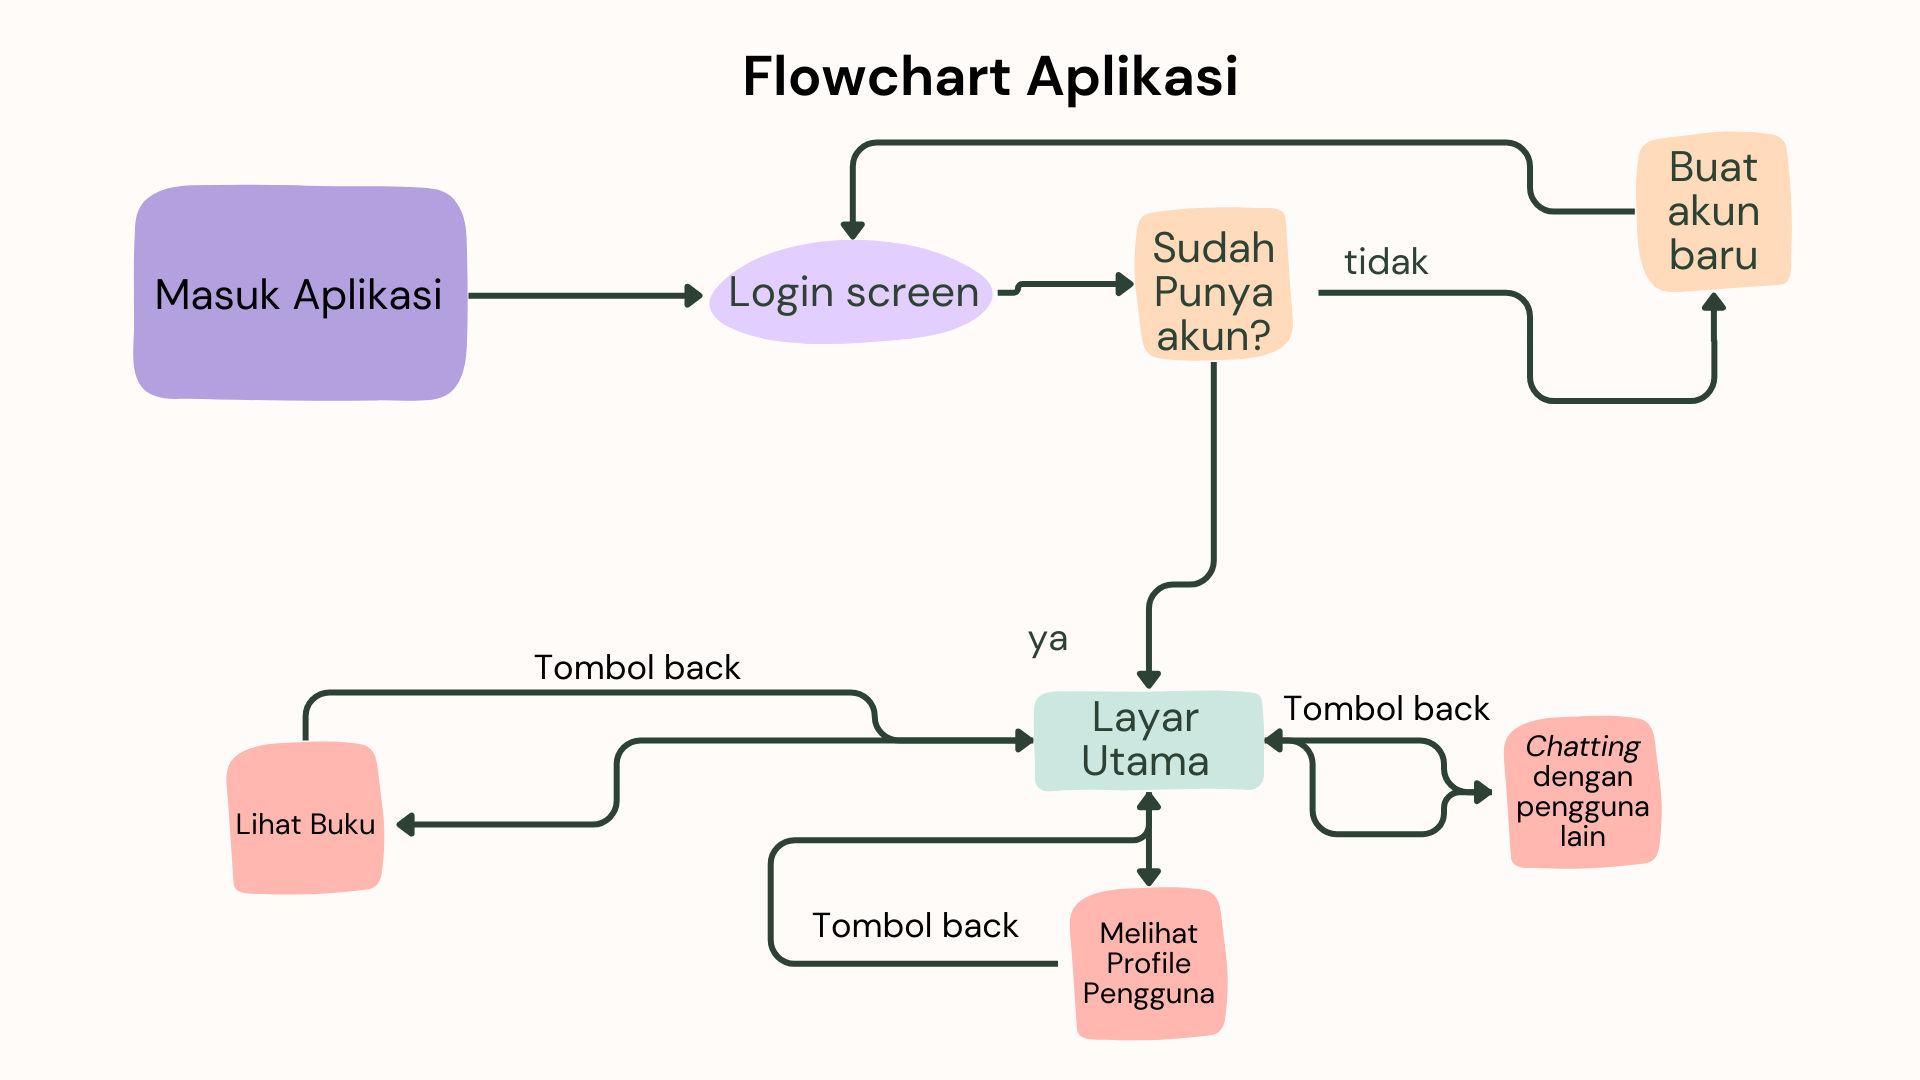 Flowchart Aplikasi
Masuk Aplikasi
Login screen
Sudah
Punya
akun?
tidak
Buat
akun
baru
ya
Tombol back
Layar
Utama
Tombol back
Lihat Buku
Chatting
dengan
pengguna
lain
Tombol back
Melihat
Profile
Pengguna